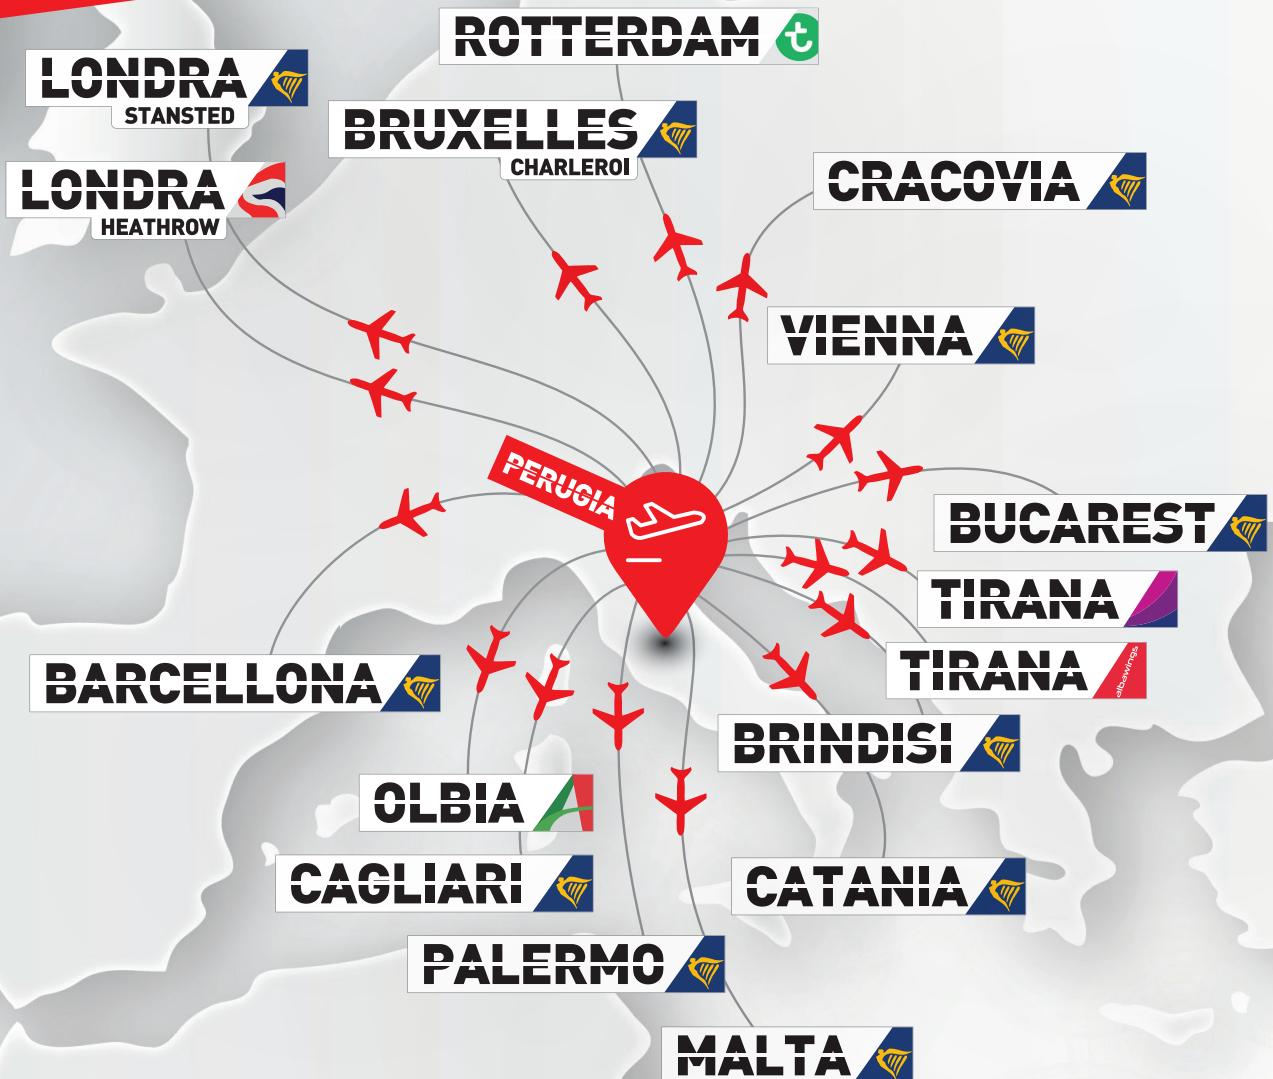 ROTTERDAM
t
LONDRA
STANSTED
BRUXELLES
CHARLEROI
LONDRA
HEATHROW
CRACOVIA
VIENNA
PERUGIA
BUCAREST
TIRANA
TIRANA
albawings
BARCELLONA
BRINDISI
OLBIA
CAGLIARI
CATANIA
PALERMO
MALTA